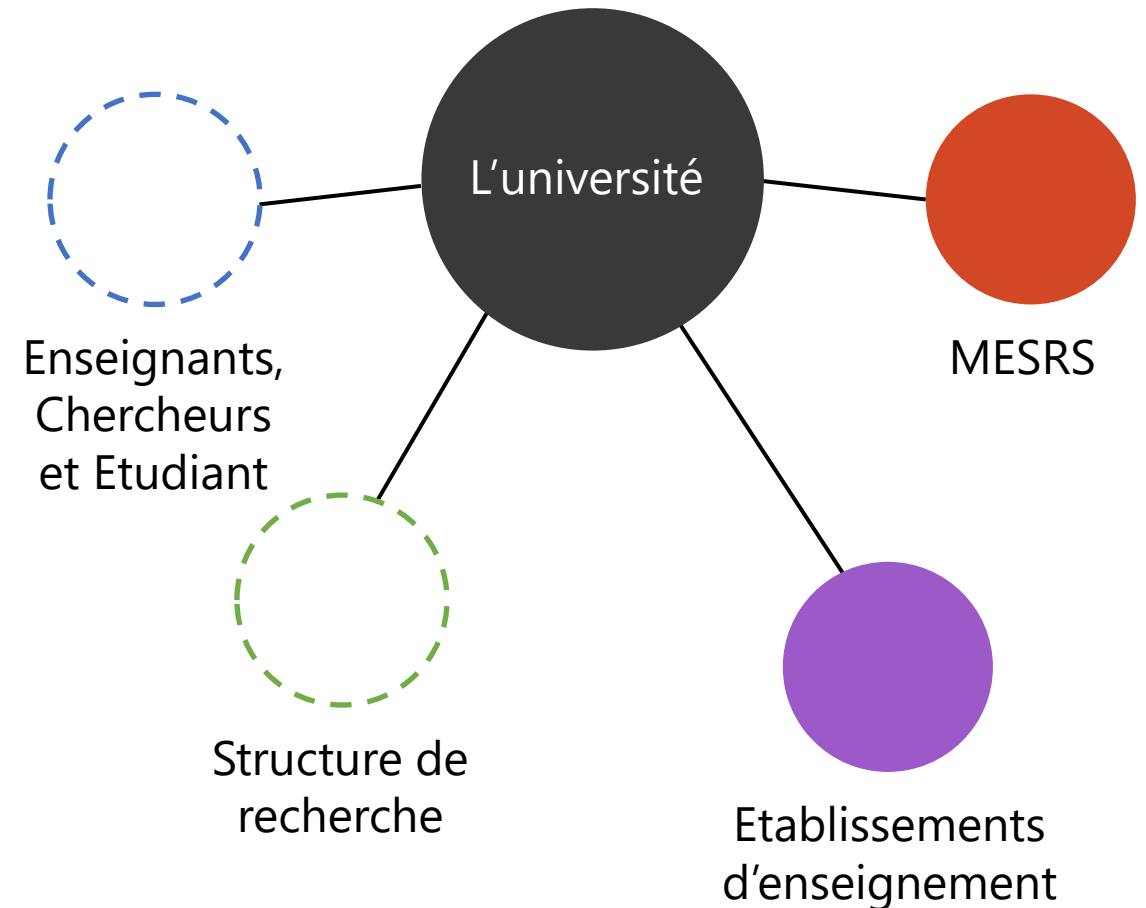 L’université
Enseignants,
Chercheurs
et Etudiant
MESRS
Structure de
recherche
Etablissements
d’enseignement